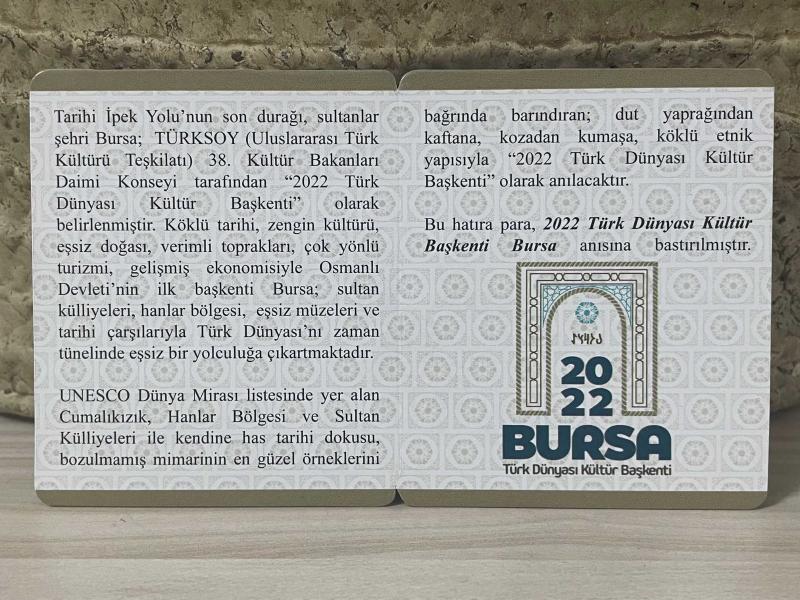 Tarihi İpek Yolu'nun son durağı, sultanlar
şehri Bursa; TÜRKSOY (Uluslararası Türk
Kültürü Teşkilatı) 38. Kültür Bakanları
Daimi Konseyi tarafından “2022 Türk
Dünyası Kültür Başkenti” olarak
belirlenmiştir. Köklü tarihi, zengin kültürü,
eşsiz doğası, verimli toprakları, çok yönlü
turizmi, gelişmiş ekonomisiyle Osmanlı
Devleti'nin ilk başkenti Bursa; sultan
külliyeleri, hanlar bölgesi, eşsiz müzeleri ve
tarihi çarşılarıyla Türk Dünyası'nı zaman
tünelinde eşsiz bir yolculuğa çıkartmaktadır.
UNESCO Dünya Mirası listesinde yer alan
Cumalıkızık, Hanlar Bölgesi ve Sultan
Külliyeleri ile kendine has tarihi dokusu,
bozulmamış mimarinin en güzel örneklerini
bağrında barındıran; dut yaprağından
kaftana, kozadan kumaşa, köklü etnik
yapısıyla “2022 Türk Dünyası Kültür
Başkenti” olarak anılacaktır.
Bu hatıra para, 2022 Türk Dünyası Kültür
Başkenti Bursa anısına bastırılmıştır.
20
22
BURSA
Türk Dünyası Kültür Başkenti